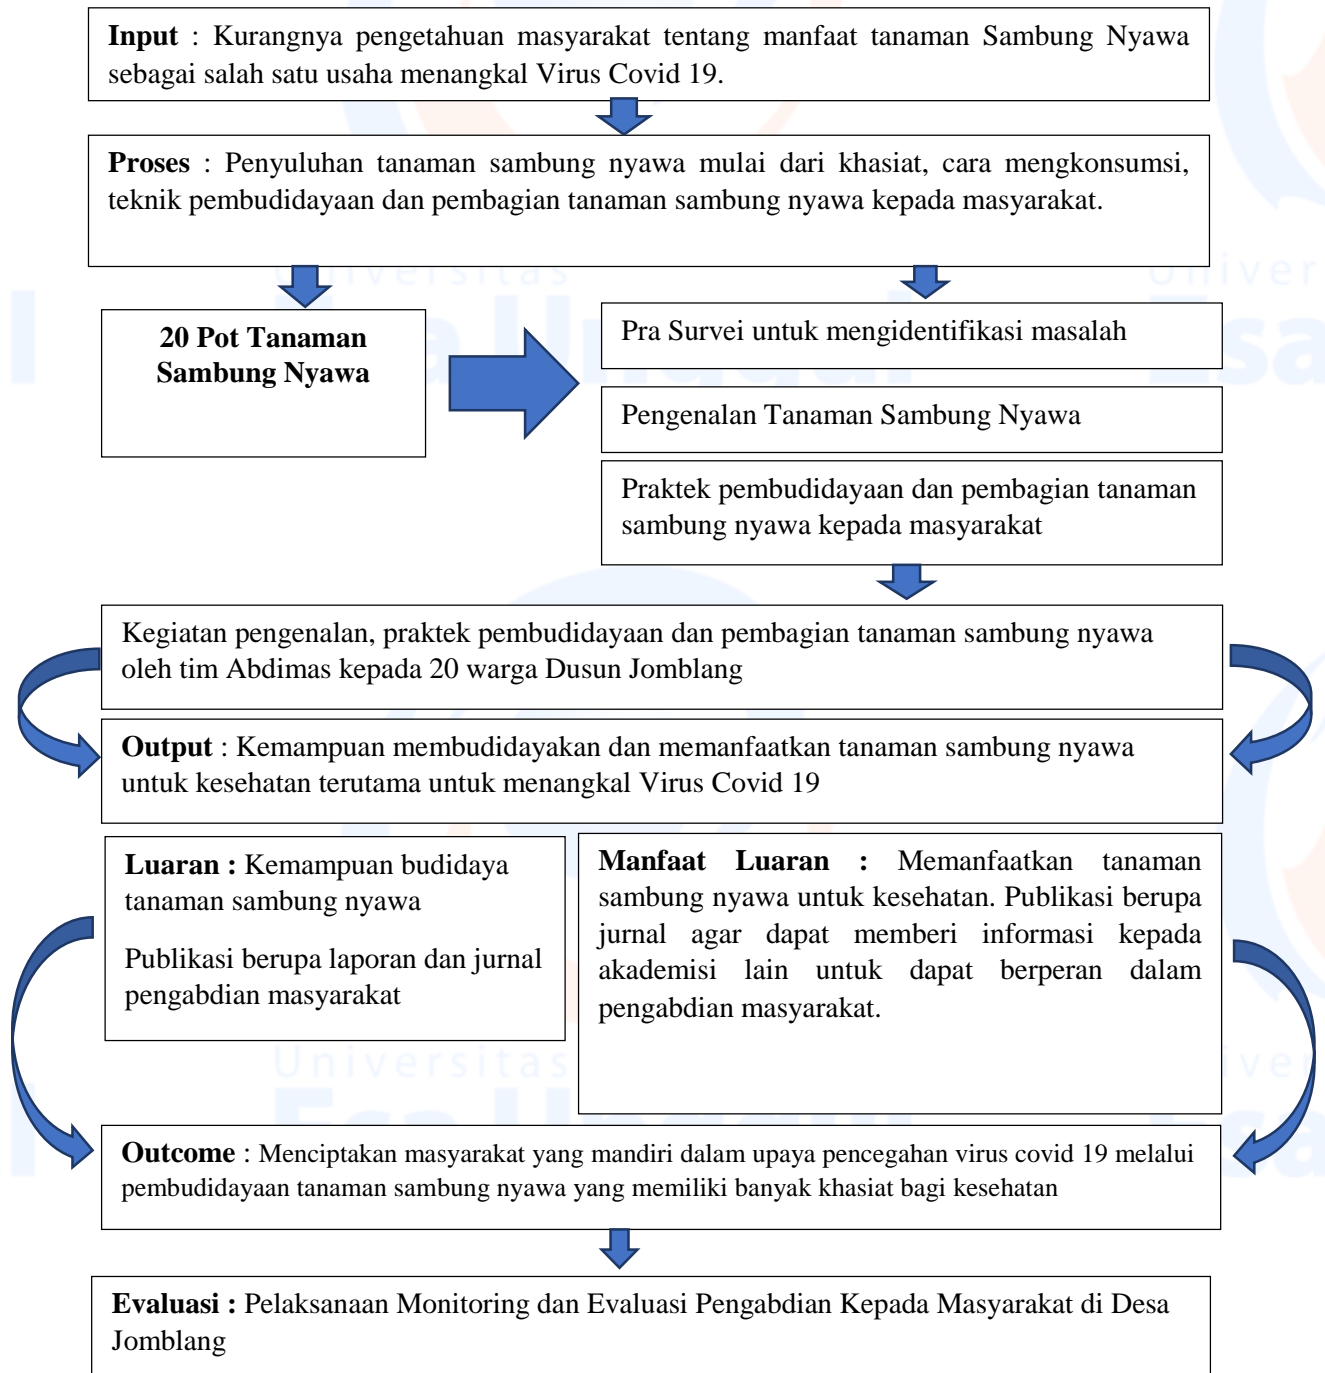 Input : Kurangnya pengetahuan masyarakat tentang manfaat tanaman Sambung Nyawa
sebagai salah satu usaha menangkal Virus Covid 19.
Proses : Penyuluhan tanaman sambung nyawa mulai dari khasiat, cara mengkonsumsi,
teknik pembudidayaan dan pembagian tanaman sambung nyawa kepada masyarakat.
Universitas
20 Pot Tanaman
Sambung Nyawa
Pra Survei untuk mengidentifikasi masalah
Pengenalan Tanaman Sambung Nyawa
Praktek pembudidayaan dan pembagian tanaman
sambung nyawa kepada masyarakat
Kegiatan pengenalan, praktek pembudidayaan dan pembagian tanaman sambung nyawa
oleh tim Abdimas kepada 20 warga Dusun Jomblang
Output : Kemampuan membudidayakan dan memanfaatkan tanaman sambung nyawa
untuk kesehatan terutama untuk menangkal Virus Covid 19
Luaran : Kemampuan budidaya
tanaman sambung nyawa
Publikasi berupa laporan dan jurnal
pengabdian masyarakat
Manfaat Luaran : Memanfaatkan tanaman
sambung nyawa untuk kesehatan. Publikasi berupa
jurnal agar dapat memberi informasi kepada
akademisi lain untuk dapat berperan dalam
pengabdian masyarakat.
Universitas
Esa Unggul
Outcome : Menciptakan masyarakat yang mandiri dalam upaya pencegahan virus covid 19 melalui
pembudidayaan tanaman sambung nyawa yang memiliki banyak khasiat bagi kesehatan
Evaluasi : Pelaksanaan Monitoring dan Evaluasi Pengabdian Kepada Masyarakat di Desa
Jomblang